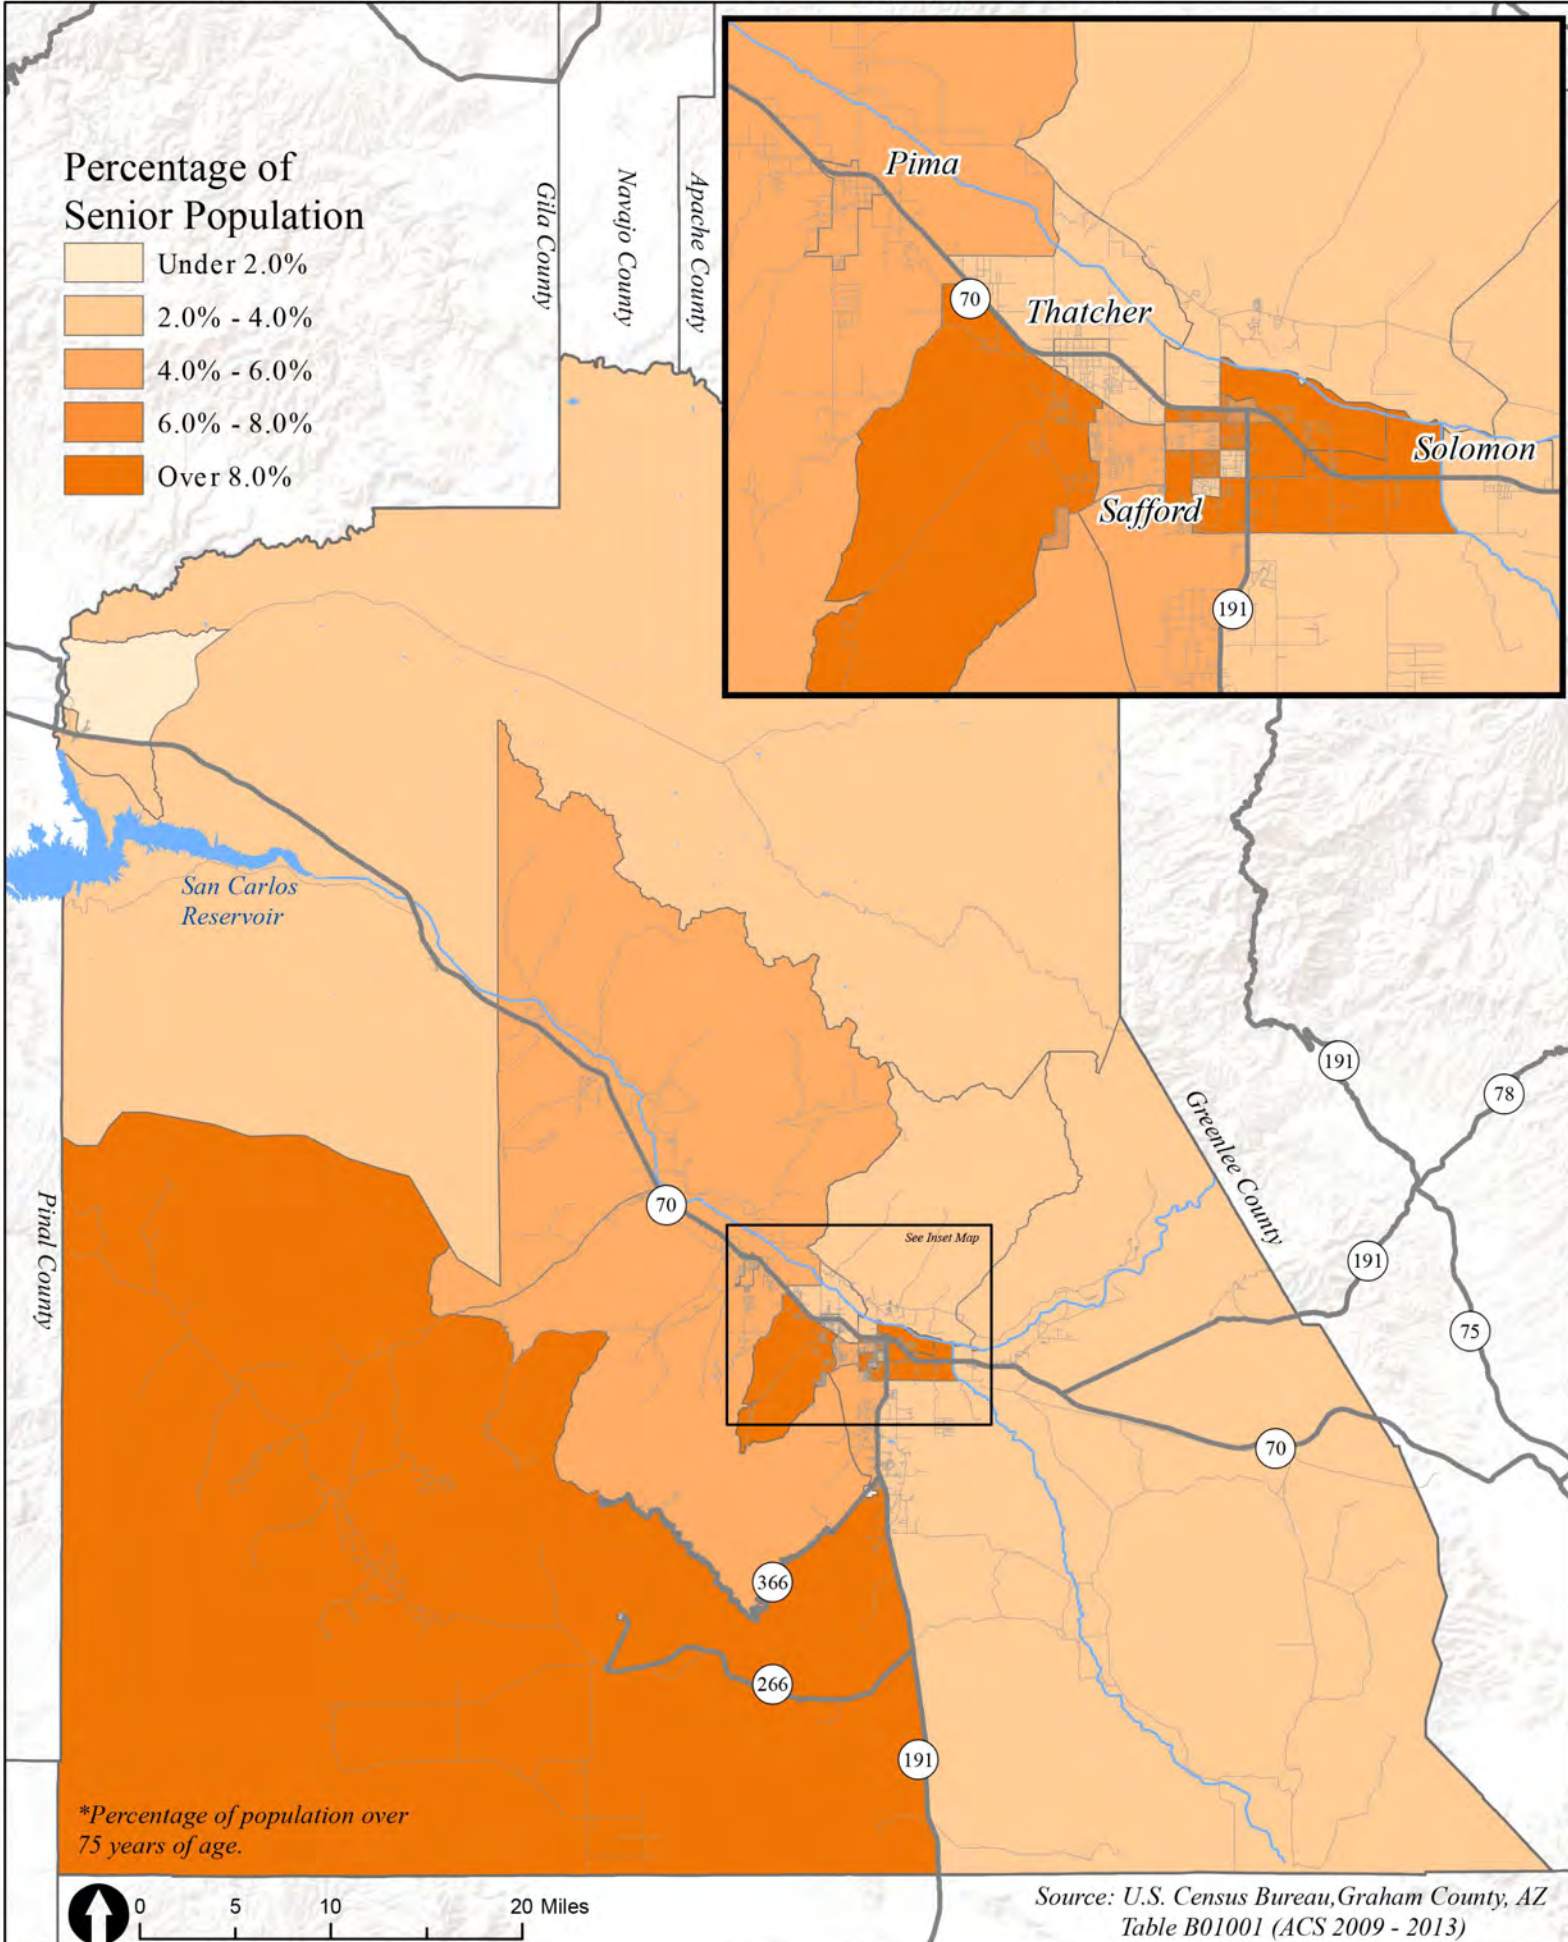 Percentage of
Senior Population
Under 2.0%
2.0% - 4.0%
4.0% - 6.0%
6.0% - 8.0%
Over 8.0%
Gila County
Navajo County
Apache County
Pima
70
Thatcher
Solomon
Safford
191
San Carlos
Reservoir
191
78
Greenlee County
Pinal County
70
See Inset Map
191
75
70
366
266
191
*Percentage of population over
75 years of age.
0 5 10 20 Miles
Source: U.S. Census Bureau,Graham County, AZ
Table B01001 (ACS 2009 - 2013)